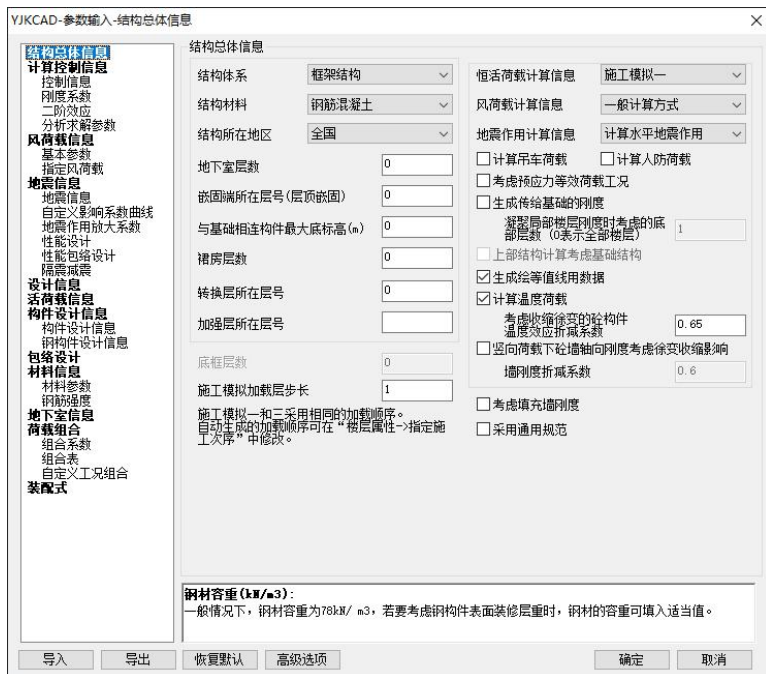 YJKCAD-参数输入-结构总体信息
结构总体信息
计算控制信息
控制信息
刚度系数
二阶效应
分析求解参数
风荷载信息
基本参数
指定风荷载
地震信息
地震信息
自定义影响系数曲线
地震作用放大系数
性能设计
性能包络设计
隔震减震
设计信息
活荷载信息
构件设计信息
构件设计信息
钢构件设计信息
包络设计
材料信息
材料参数
钢筋强度
地下室信息
荷载组合
组合系数
组合表
自定义工况组合
装配式
结构总体信息
结构体系 框架结构
结构材料 钢筋混凝土
结构所在地区 全国
地下室层数 0
嵌固端所在层号(层顶嵌固) 0
与基础相连构件最大底标高(m) 0
裙房层数 0
转换层所在层号 0
加强层所在层号
底框层数 0
施工模拟加载层步长 1
施工模拟一和三采用相同的加载顺序。
自动生成的加载顺序可在“楼层属性->指定施
工次序”中修改。
恒活荷载计算信息 施工模拟一
风荷载计算信息 一般计算方式
地震作用计算信息 计算水平地震作用
计算吊车荷载 计算人防荷载
考虑预应力等效荷载工况
生成传给基础的刚度
凝聚局部楼层刚度时考虑的底
部层数（0表示全部楼层） 1
上部结构计算考虑基础结构
生成绘等值线用数据
计算温度荷载
考虑收缩徐变的砼构件
温度效应折减系数 0.65
竖向荷载下砼墙轴向刚度考虑徐变收缩影响
墙刚度折减系数 0.6
考虑填充墙刚度
采用通用规范
钢材容重(kN/m3):
一般情况下，钢材容重为78kN/ m3，若要考虑钢构件表面装修层重时，钢材的容重可填入适当值。
导入 导出 恢复默认 高级选项 确定 取消